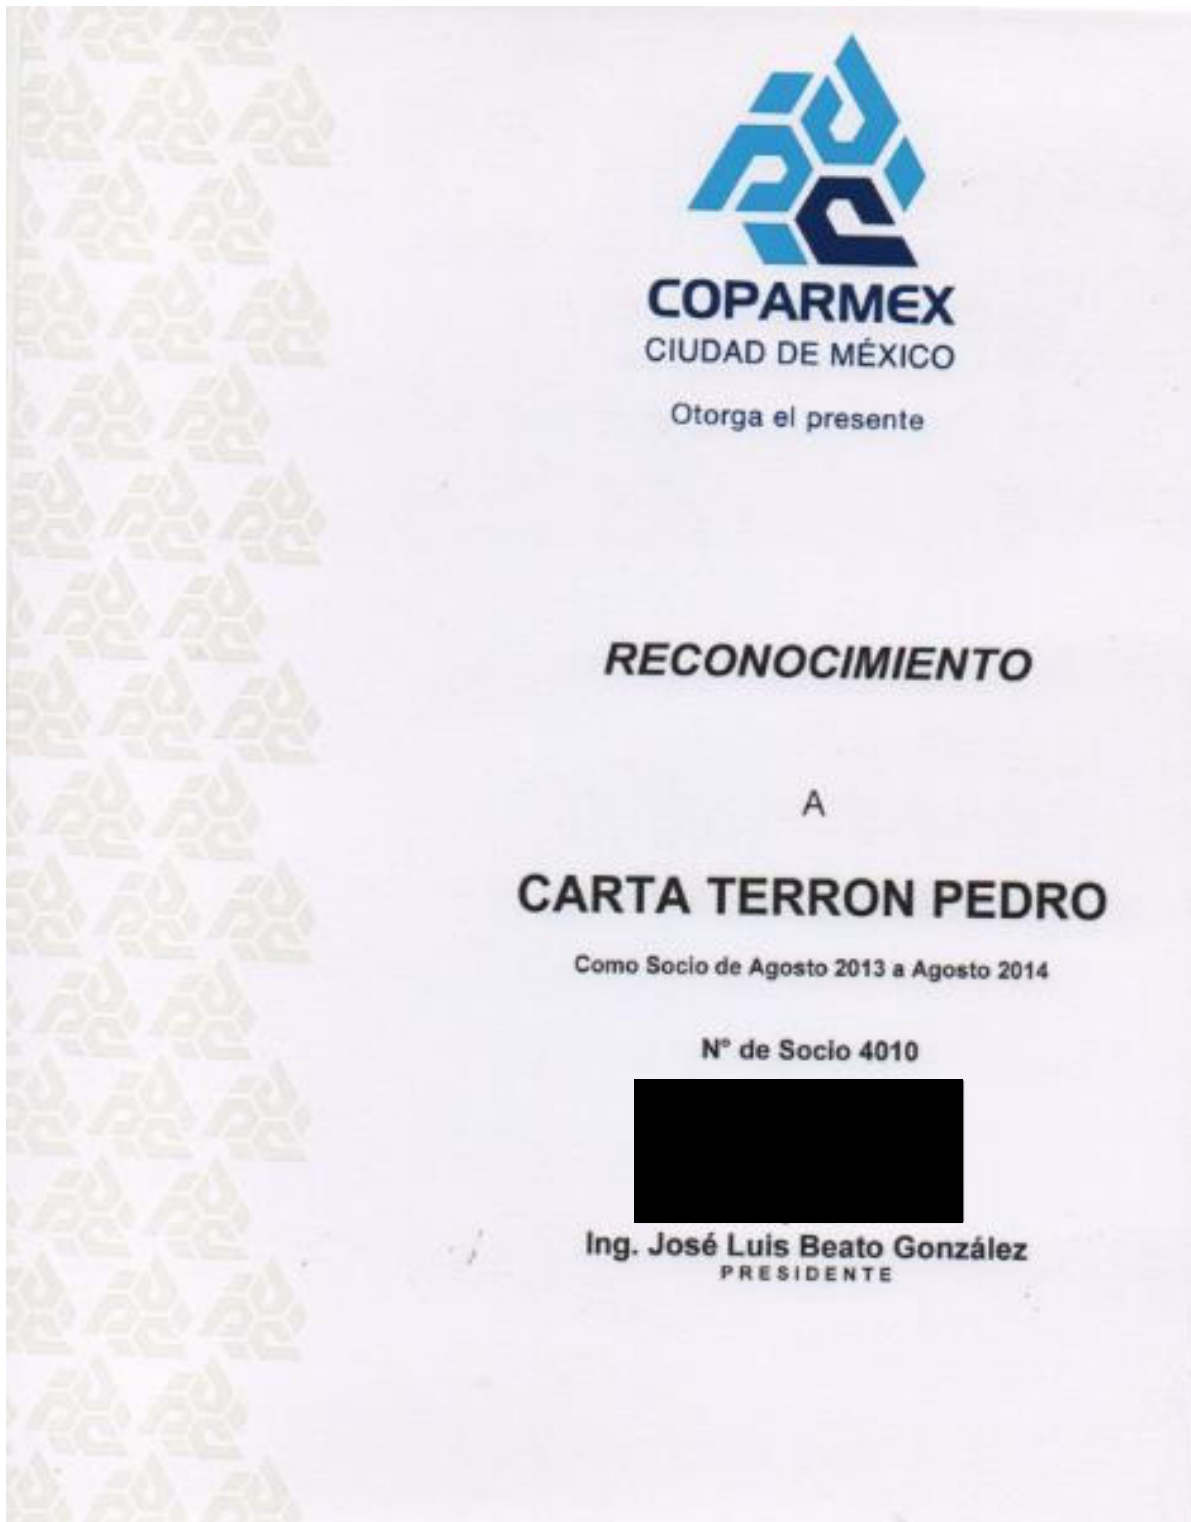 COPARMEX
CIUDAD DE MÉXICO
Otorga el presente
RECONOCIMIENTO
A
CARTA TERRON PEDRO
Como Socio de Agosto 2013 a Agosto 2014
N° de Socio 4010
Ing. José Luis Beato González
PRESIDENTE